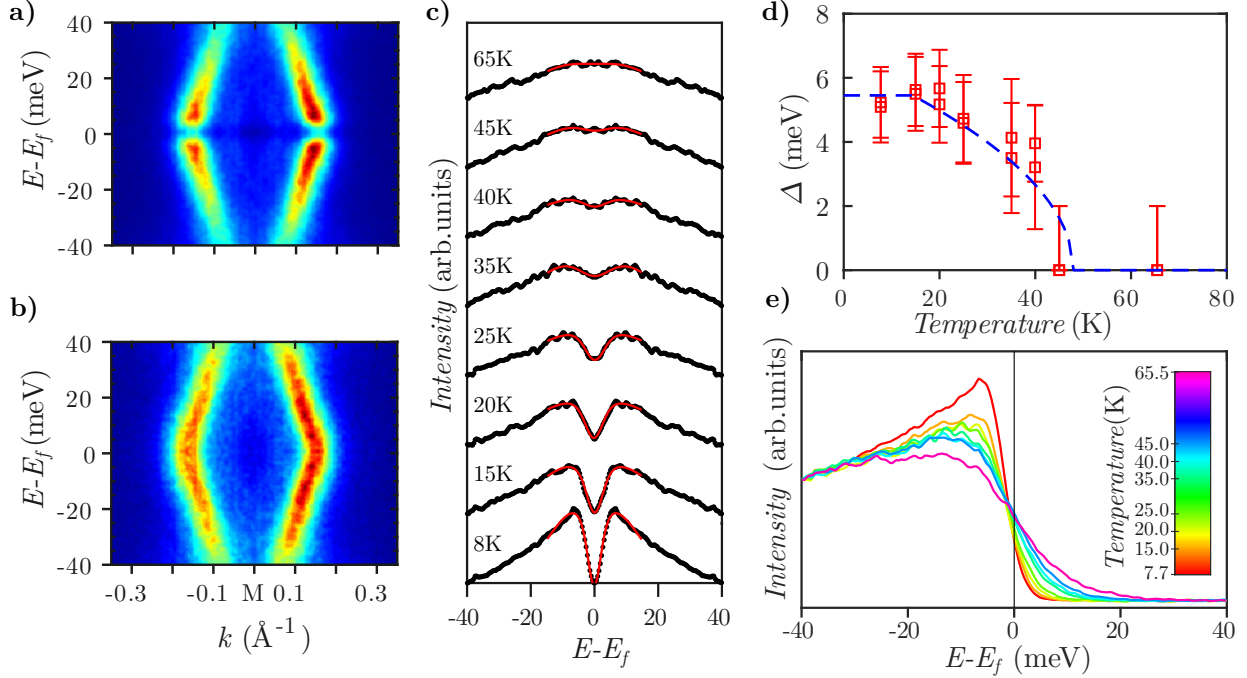 a)
40
20
0
-20
-40
E-E_f (meV)
b)
40
20
0
-20
-40
E-E_f (meV)
-0.3
-0.1
M
0.1
0.3
k (Å⁻¹)
c)
65K
45K
40K
35K
25K
20K
15K
8K
Intensity (arb.units)
-40
-20
0
20
40
E-E_f
d)
8
6
4
2
0
Δ (meV)
0
20
40
60
80
Temperature (K)
e)
Intensity (arb.units)
65.5
45.0
40.0
35.0
20.0
15.0
7.7
Temperature(K)
-40
-20
0
20
40
E-E_f (meV)